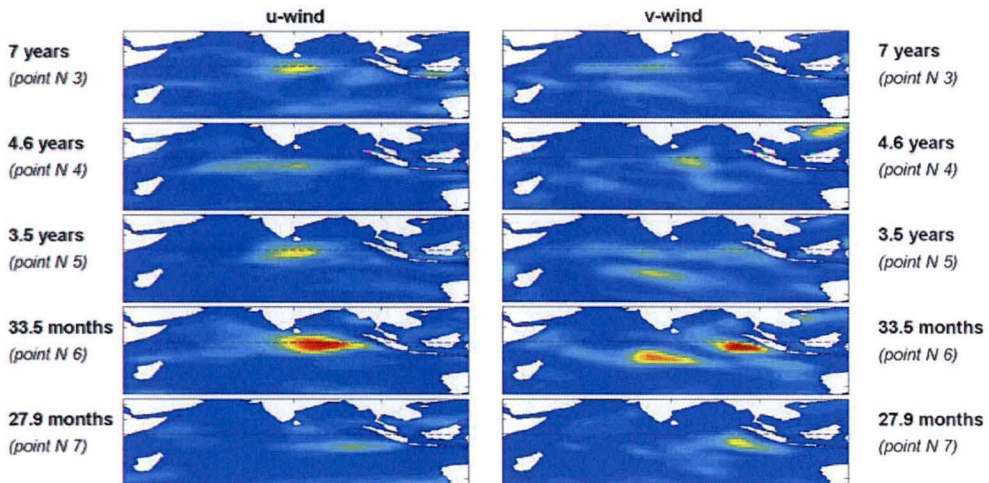 u-wind
v-wind
7 years
(point N 3)
7 years
(point N 3)
4.6 years
(point N 4)
4.6 years
(point N 4)
3.5 years
(point N 5)
3.5 years
(point N 5)
33.5 months
(point N 6)
33.5 months
(point N 6)
27.9 months
(point N 7)
27.9 months
(point N 7)